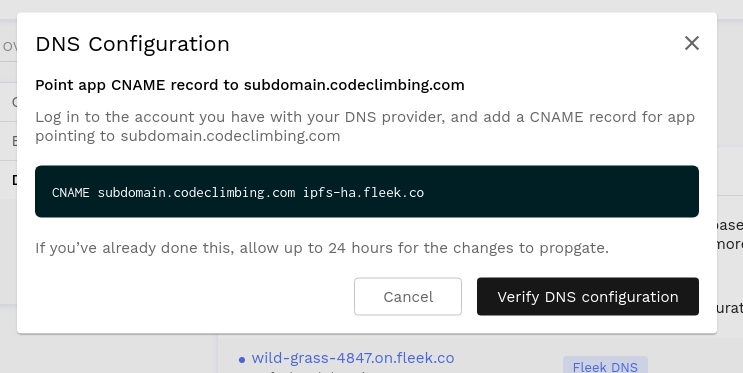 DNS Configuration
Point app CNAME record to subdomain.codeclimbing.com
Log in to the account you have with your DNS provider, and add a CNAME record for app
pointing to subdomain.codeclimbing.com
CNAME subdomain.codeclimbing.com ipfs-ha.fleek.co
If you’ve already done this, allow up to 24 hours for the changes to propgate.
Cancel
Verify DNS configuration
wild-grass-4847.on.fleek.co
Fleek DNS